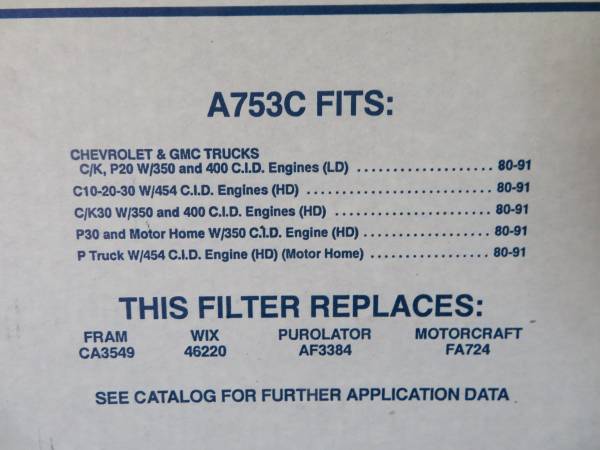 A753C FITS:
CHEVROLET & GMC TRUCKS
C/K, P20 W/350 and 400 C.I.D. Engines (LD) .................. 80-91
C10-20-30 W/454 C.I.D. Engines (HD) ......................... 80-91
C/K30 W/350 and 400 C.I.D. Engines (HD) ..................... 80-91
P30 and Motor Home W/350 C.I.D. Engine (HD) ................. 80-91
P Truck W/454 C.I.D. Engine (HD) (Motor Home) ............... 80-91
THIS FILTER REPLACES:
FRAM WIX PUROLATOR MOTORCRAFT
CA3549 46220 AF3384 FA724
SEE CATALOG FOR FURTHER APPLICATION DATA